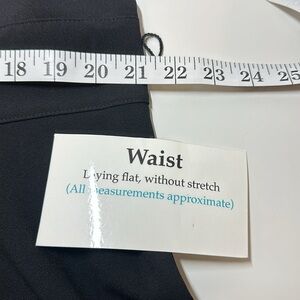 18 19 20 21 22 23 24 25
Waist
Laying flat, without stretch
(All measurements approximate)